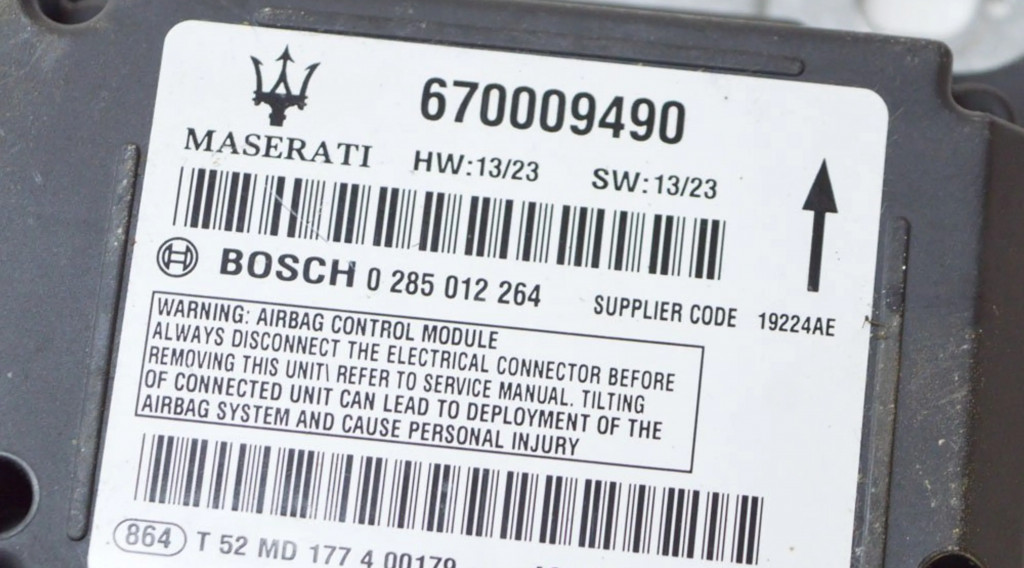 670009490
MASERATI
HW:13/23 SW:13/23
BOSCH 0 285 012 264
SUPPLIER CODE 19224AE
WARNING: AIRBAG CONTROL MODULE
ALWAYS DISCONNECT THE ELECTRICAL CONNECTOR BEFORE
REMOVING THIS UNIT\ REFER TO SERVICE MANUAL. TILTING
OF CONNECTED UNIT CAN LEAD TO DEPLOYMENT OF THE
AIRBAG SYSTEM AND CAUSE PERSONAL INJURY
864 T 52 MD 177 4 00179